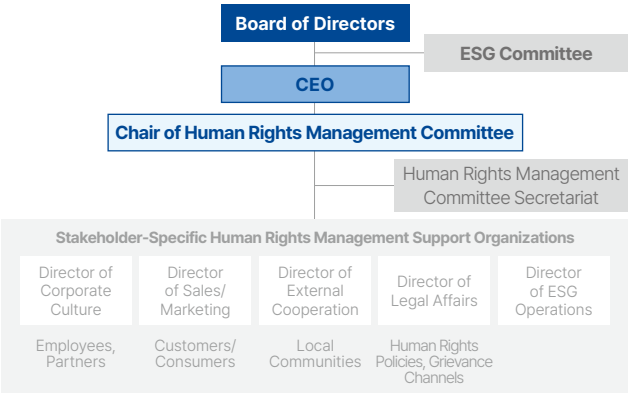 Board of Directors
ESG Committee
CEO
Chair of Human Rights Management Committee
Human Rights Management
Committee Secretariat
Stakeholder-Specific Human Rights Management Support Organizations
Director of
Corporate
Culture
Director
of Sales/
Marketing
Director of
External
Cooperation
Director of
Legal Affairs
Director
of ESG
Operations
Employees,
Partners
Customers/
Consumers
Local
Communities
Human Rights
Policies, Grievance
Channels